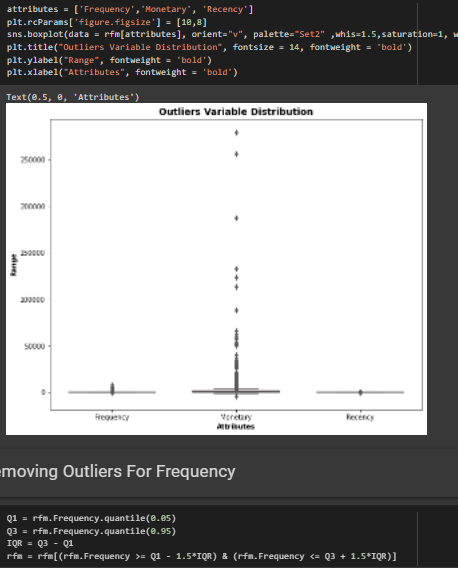 attributes = ['Frequency','Monetary', 'Recency']
plt.rcParams['figure.figsize'] = [10,8]
sns.boxplot(data = rfm[attributes], orient="v", palette="Set2" ,whis=1.5,saturation=1, w
plt.title("Outliers Variable Distribution", fontsize = 14, fontweight = 'bold')
plt.ylabel("Range", fontweight = 'bold')
plt.xlabel("Attributes", fontweight = 'bold')
Text(0.5, 0, 'Attributes')
Outliers Variable Distribution
250000
200000
150000
100000
50000
0
Range
Frequency Monetary Recency
Attributes
emoving Outliers For Frequency
Q1 = rfm.Frequency.quantile(0.05)
Q3 = rfm.Frequency.quantile(0.95)
IQR = Q3 - Q1
rfm = rfm[(rfm.Frequency >= Q1 - 1.5*IQR) & (rfm.Frequency <= Q3 + 1.5*IQR)]